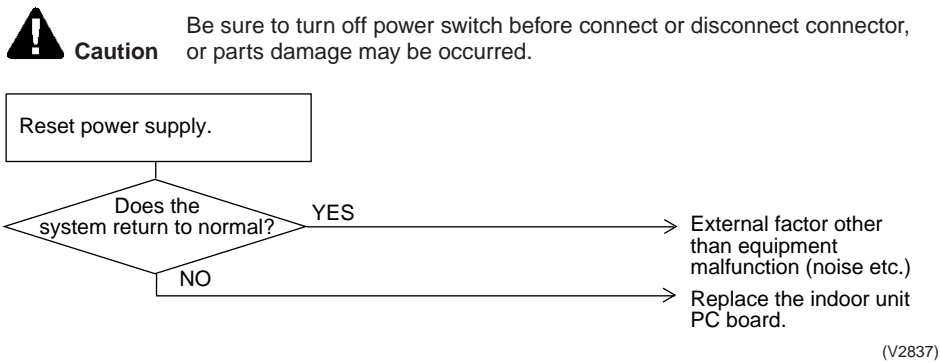 Be sure to turn off power switch before connect or disconnect connector,
Caution or parts damage may be occurred.
Reset power supply.
Does the
system return to normal?
YES
External factor other
than equipment
malfunction (noise etc.)
NO
Replace the indoor unit
PC board.
(V2837)